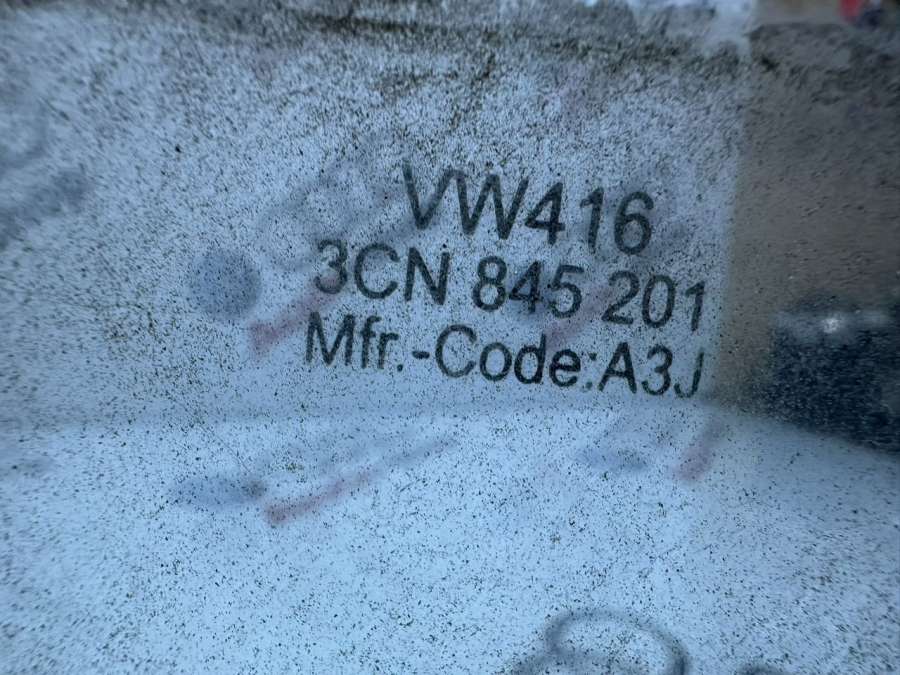 VW416
3CN 845 201
Mfr.-Code:A3J